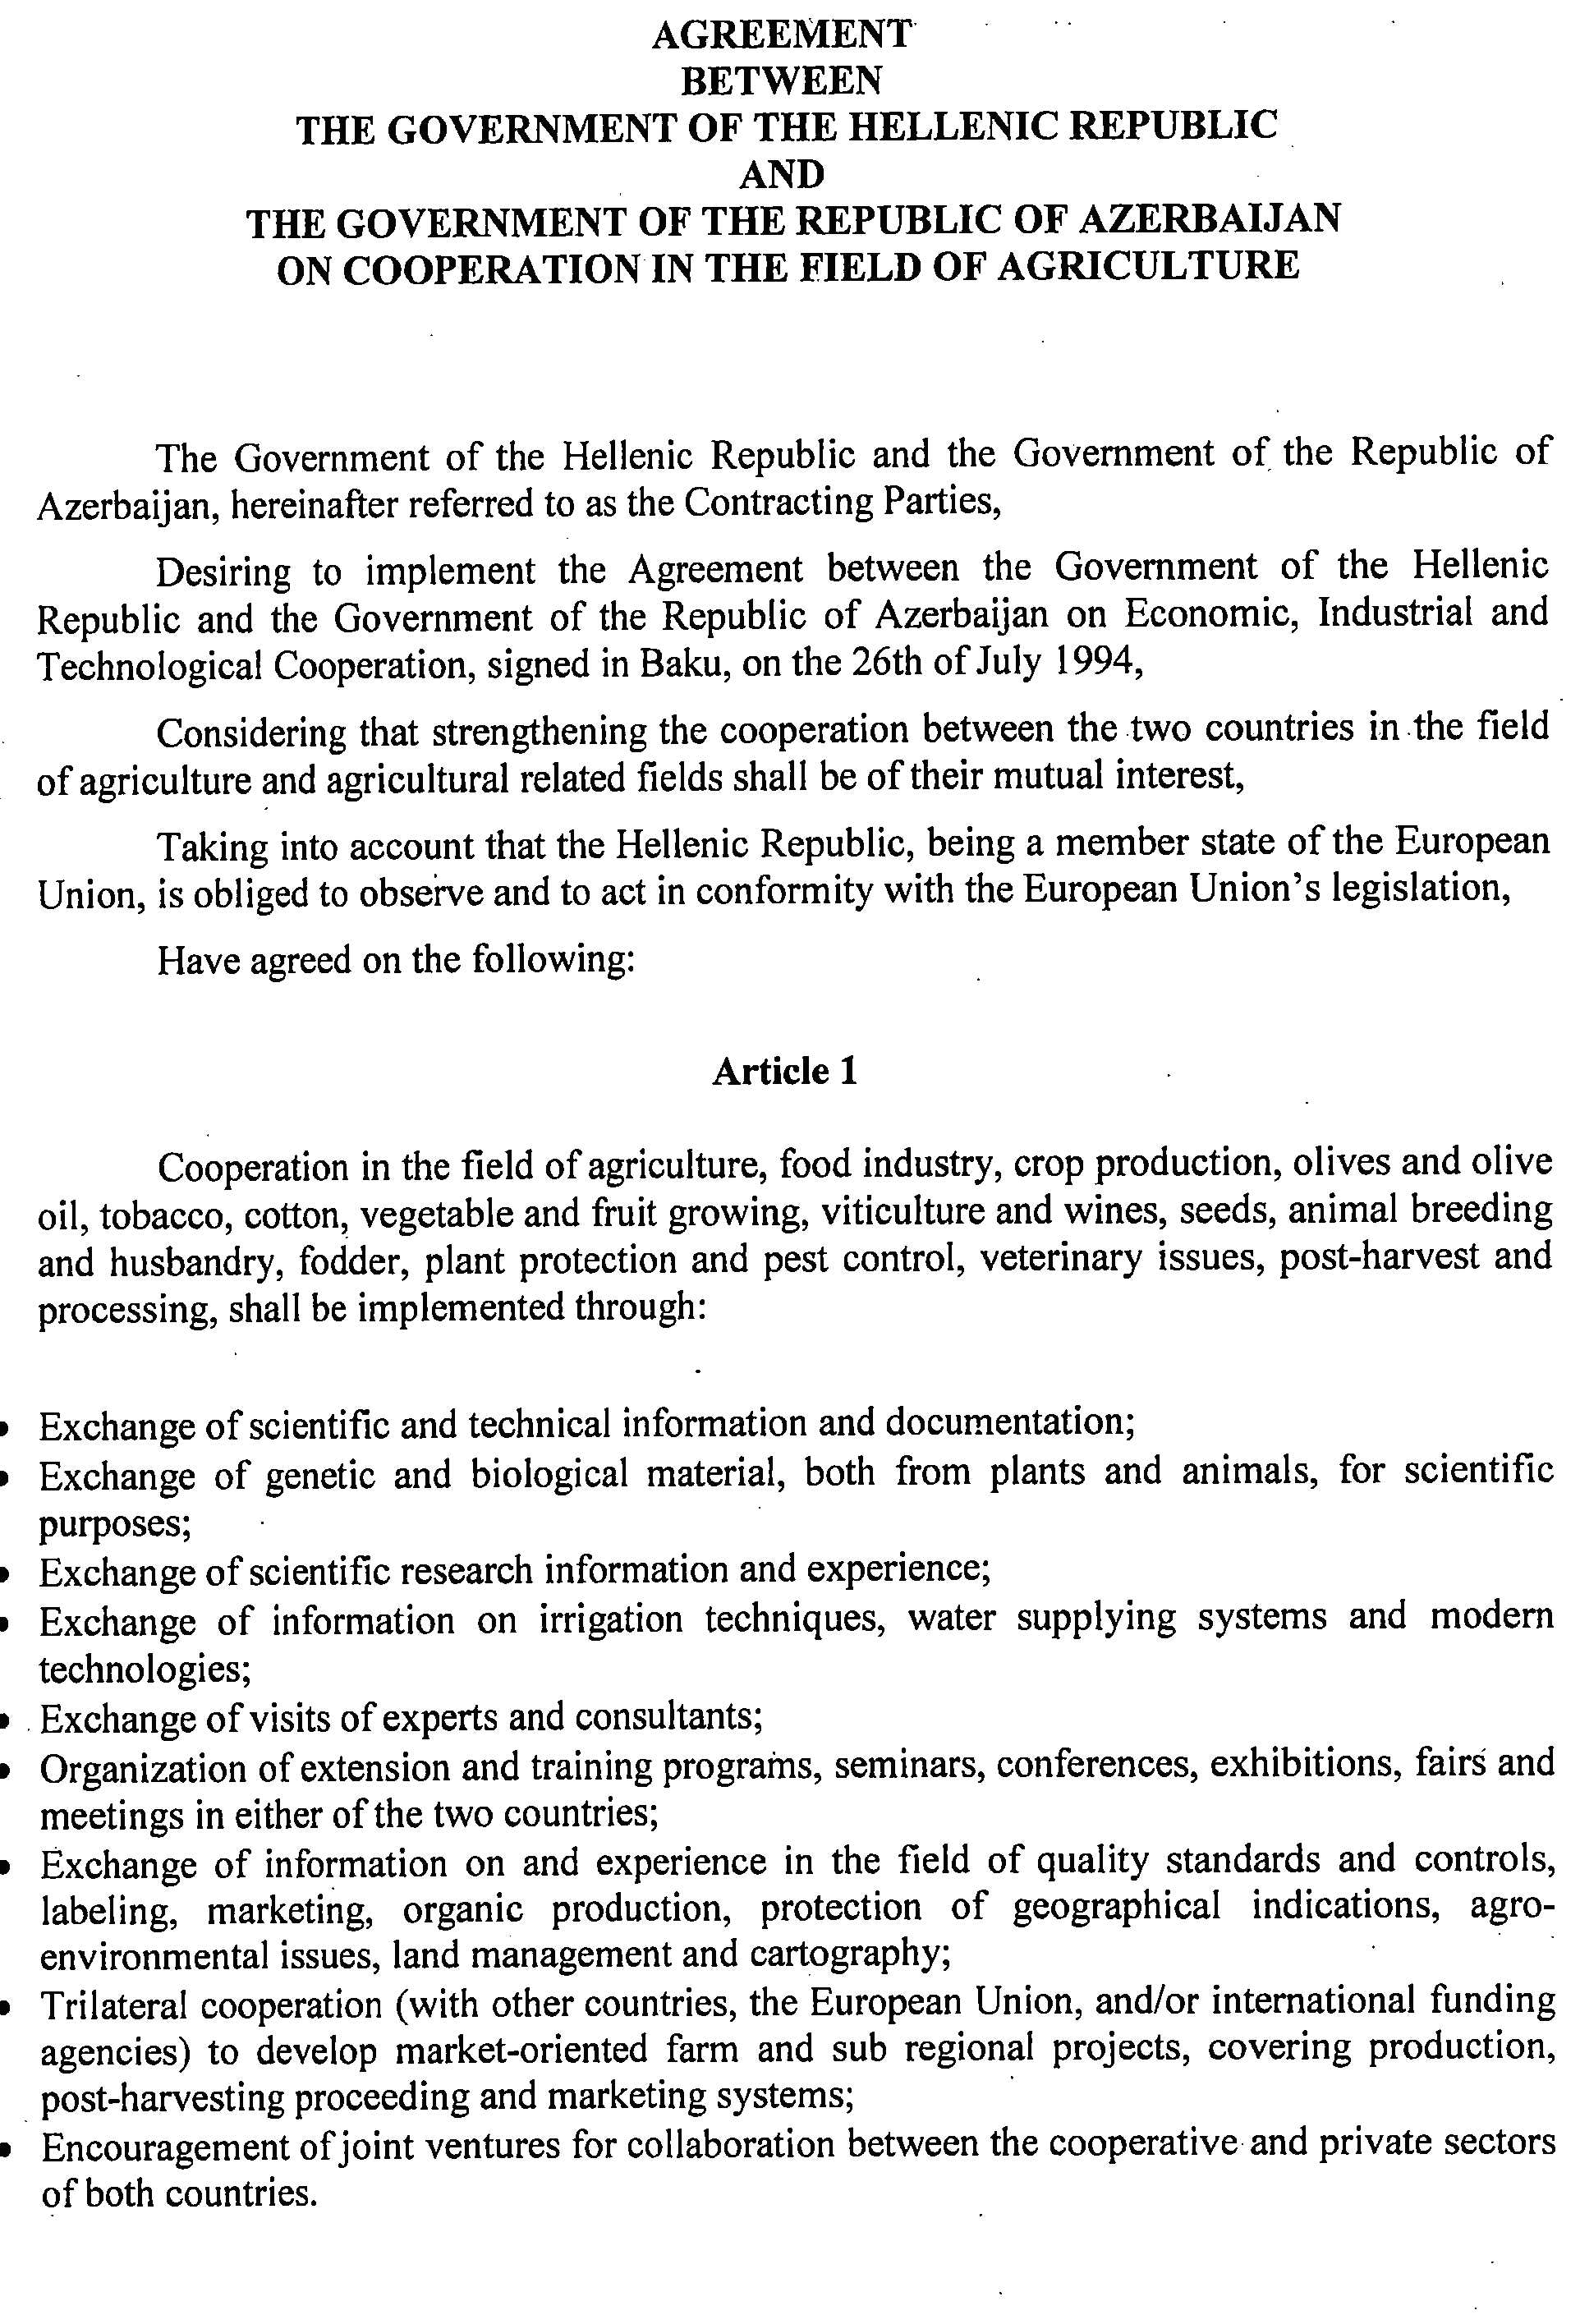 AGREEMENT
BETWEEN
THE GOVERNMENT OF THE HELLENIC REPUBLIC
AND
THE GOVERNMENT OF THE REPUBLIC OF AZERBAIJAN
ON COOPERATION IN THE FIELD OF AGRICULTURE
The Government of the Hellenic Republic and the Government of the Republic of
Azerbaijan, hereinafter referred to as the Contracting Parties,
Desiring to implement the Agreement between the Government of the Hellenic
Republic and the Government of the Republic of Azerbaijan on Economic, Industrial and
Technological Cooperation, signed in Baku, on the 26th of July 1994,
Considering that strengthening the cooperation between the two countries in the field
of agriculture and agricultural related fields shall be of their mutual interest,
Taking into account that the Hellenic Republic, being a member state of the European
Union, is obliged to observe and to act in conformity with the European Union's legislation,
Have agreed on the following:
Article 1
Cooperation in the field of agriculture, food industry, crop production, olives and olive
oil, tobacco, cotton, vegetable and fruit growing, viticulture and wines, seeds, animal breeding
and husbandry, fodder, plant protection and pest control, veterinary issues, post-harvest and
processing, shall be implemented through:
• Exchange of scientific and technical information and documentation;
• Exchange of genetic and biological material, both from plants and animals, for scientific
purposes;
• Exchange of scientific research information and experience;
• Exchange of information on irrigation techniques, water supplying systems and modern
technologies;
• Exchange of visits of experts and consultants;
• Organization of extension and training programs, seminars, conferences, exhibitions, fairs and
meetings in either of the two countries;
• Exchange of information on and experience in the field of quality standards and controls,
labeling, marketing, organic production, protection of geographical indications, agro-
environmental issues, land management and cartography;
• Trilateral cooperation (with other countries, the European Union, and/or international funding
agencies) to develop market-oriented farm and sub regional projects, covering production,
post-harvesting proceeding and marketing systems;
• Encouragement of joint ventures for collaboration between the cooperative and private sectors
of both countries.